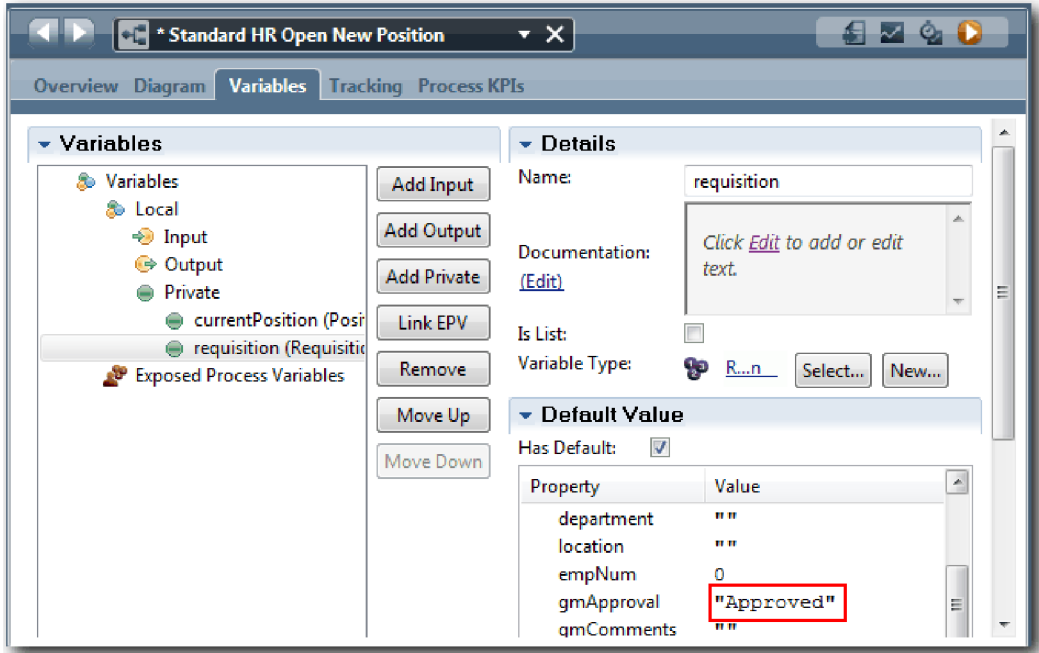 * Standard HR Open New Position
Overview Diagram Variables Tracking Process KPIs
Variables
Variables
Local
Input
Output
Private
currentPosition (Posi
requisition (Requisitio
Exposed Process Variables
Add Input
Add Output
Add Private
Link EPV
Remove
Move Up
Move Down
Details
Name: requisition
Documentation:
(Edit)
Click Edit to add or edit
text.
Is List:
Variable Type: R...n Select... New...
Default Value
Has Default:
Property Value
department ""
location ""
empNum 0
gmApproval "Approved"
gmComments ""